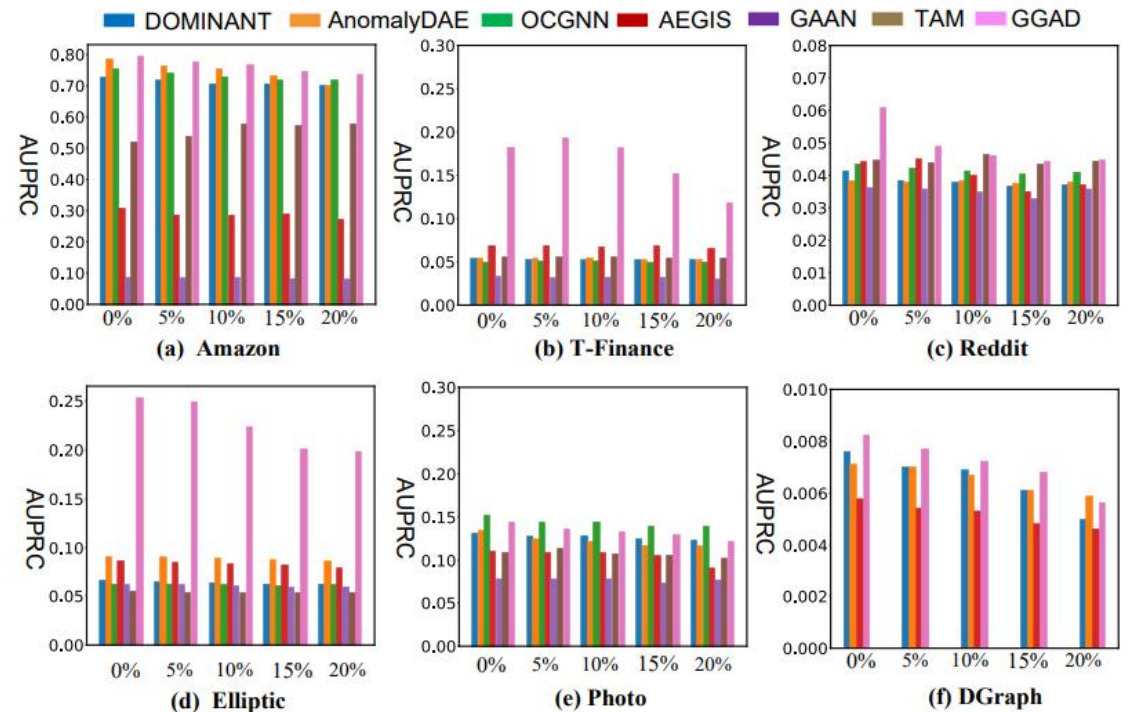 DOMINANT AnomalyDAE OCGNN AEGIS GAAN TAM GGAD
0.80
0.70
0.60
0.50
0.40
0.30
0.20
0.10
0.00
AUPRC
0% 5% 10% 15% 20%
(a) Amazon
0.30
0.25
0.20
0.15
0.10
0.05
0.00
AUPRC
0% 5% 10% 15% 20%
(b) T-Finance
0.08
0.07
0.06
0.05
0.04
0.03
0.02
0.01
0.00
AUPRC
0% 5% 10% 15% 20%
(c) Reddit
0.25
0.20
0.15
0.10
0.05
0.00
AUPRC
0% 5% 10% 15% 20%
(d) Elliptic
0.30
0.25
0.20
0.15
0.10
0.05
0.00
AUPRC
0% 5% 10% 15% 20%
(e) Photo
0.010
0.008
0.006
0.004
0.002
0.000
AUPRC
0% 5% 10% 15% 20%
(f) DGraph